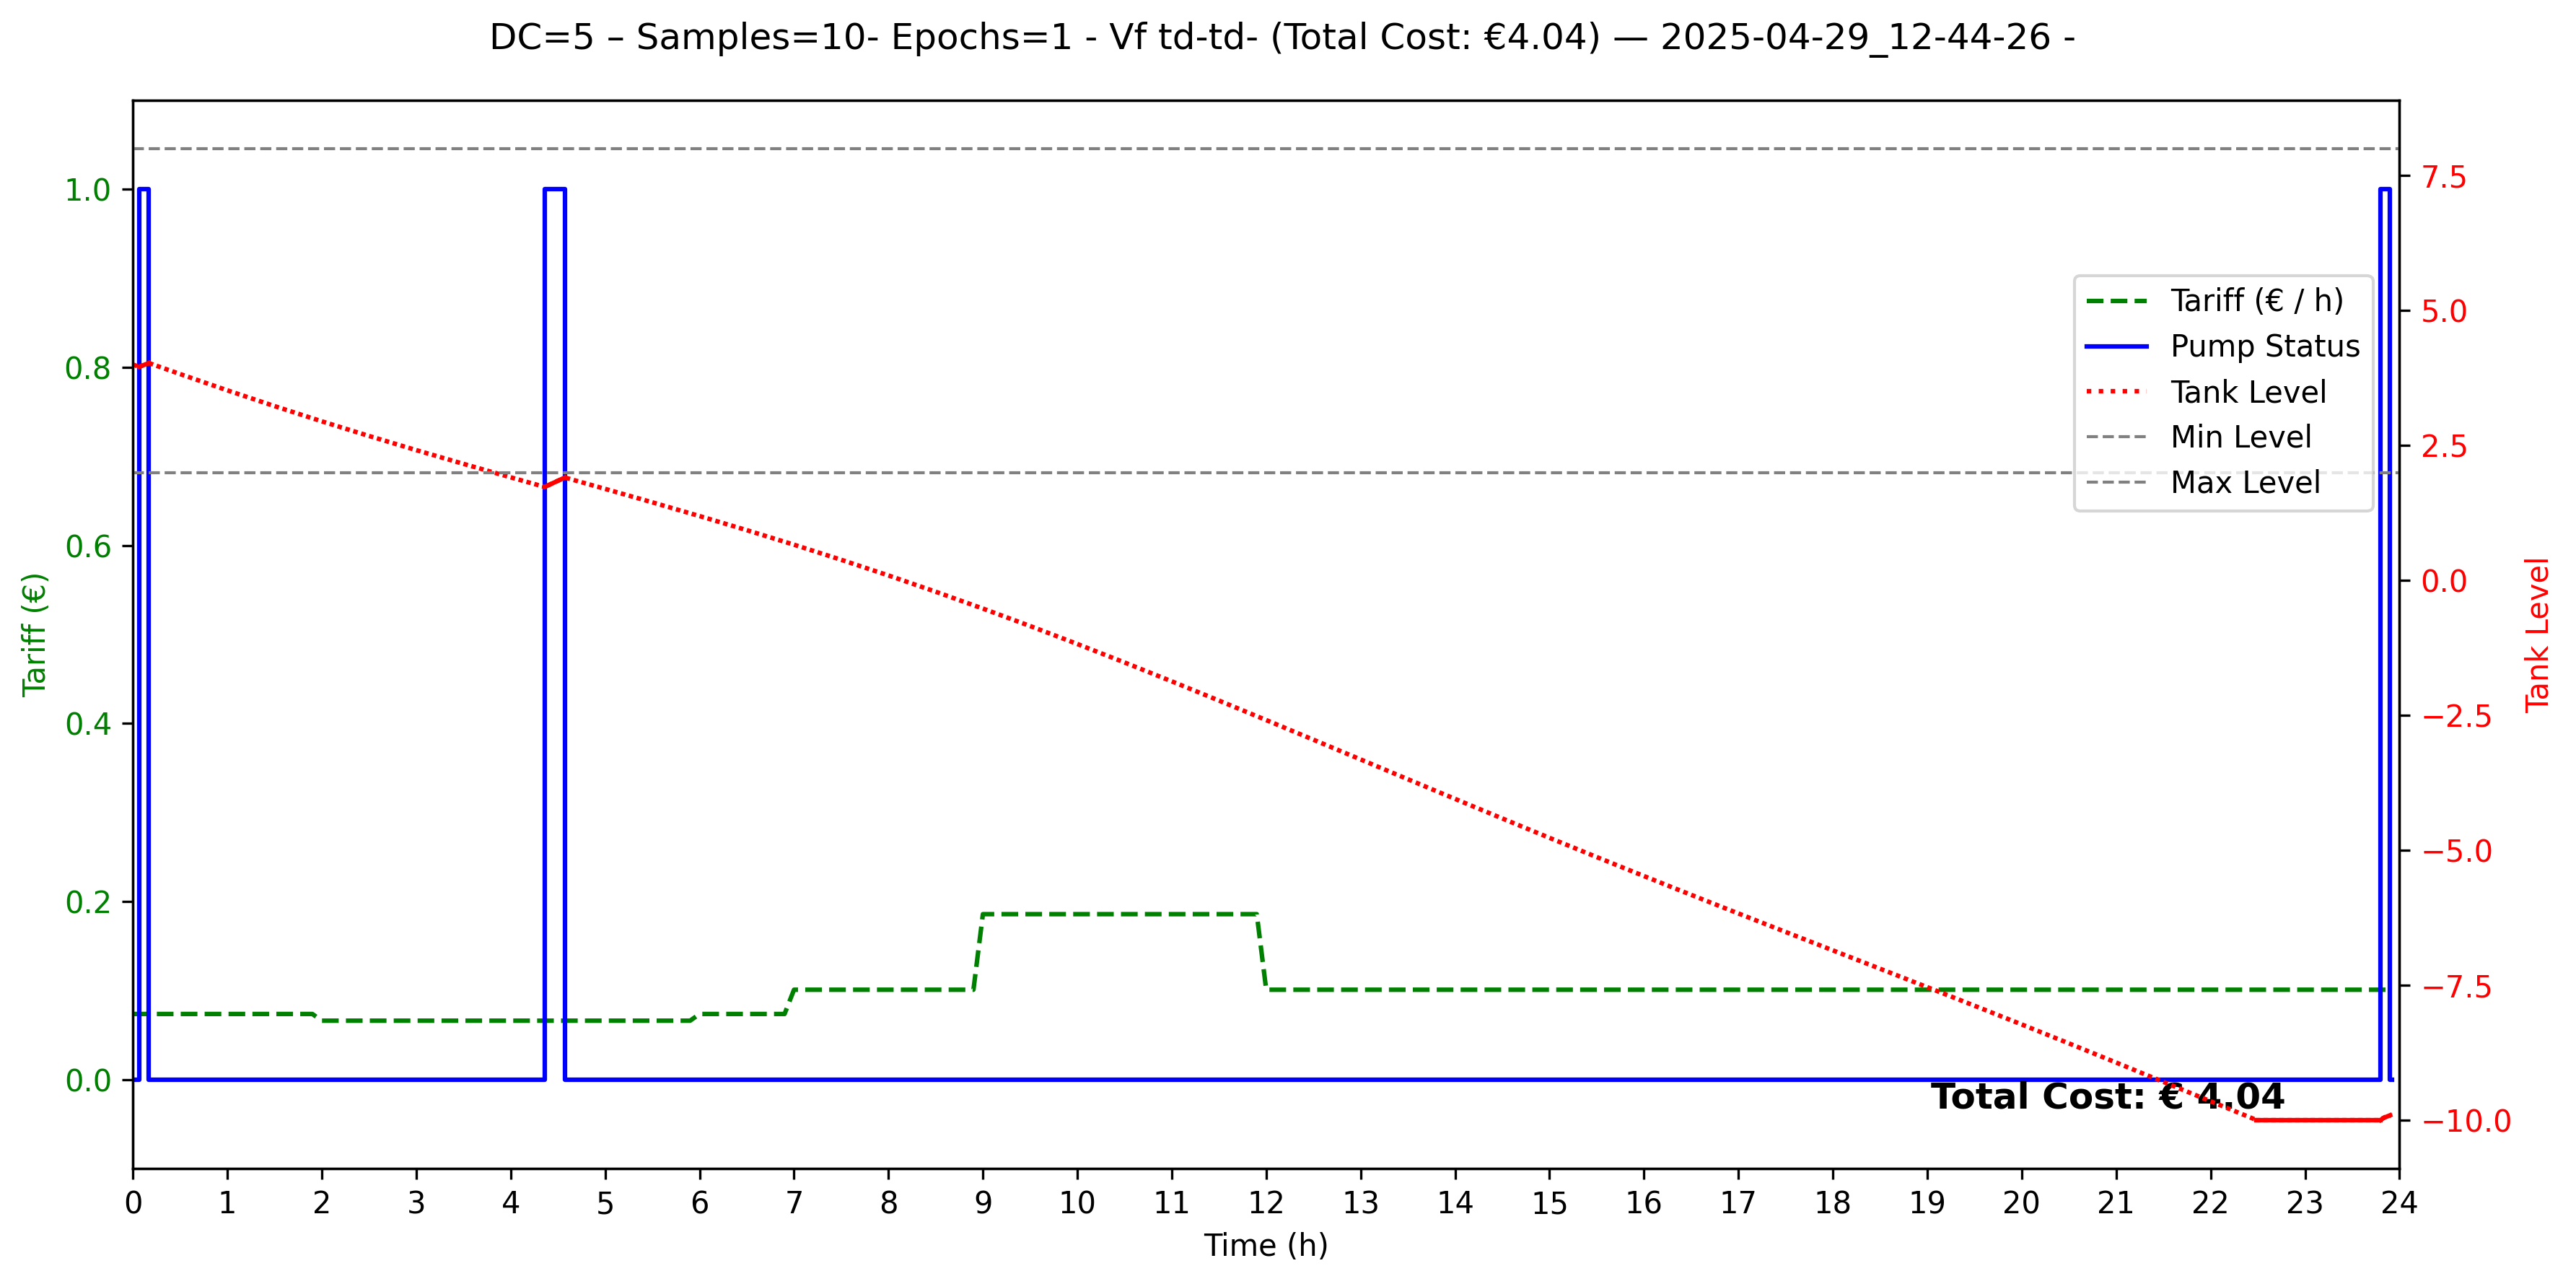 DC=5 – Samples=10- Epochs=1 - Vf td-td- (Total Cost: €4.04) — 2025-04-29_12-44-26 -
1.0
0.8
0.6
0.4
0.2
0.0
Tariff (€)
7.5
5.0
2.5
0.0
−2.5
−5.0
−7.5
−10.0
Tank Level
Tariff (€ / h)
Pump Status
Tank Level
Min Level
Max Level
Total Cost: € 4.04
0 1 2 3 4 5 6 7 8 9 10 11 12 13 14 15 16 17 18 19 20 21 22 23 24
Time (h)